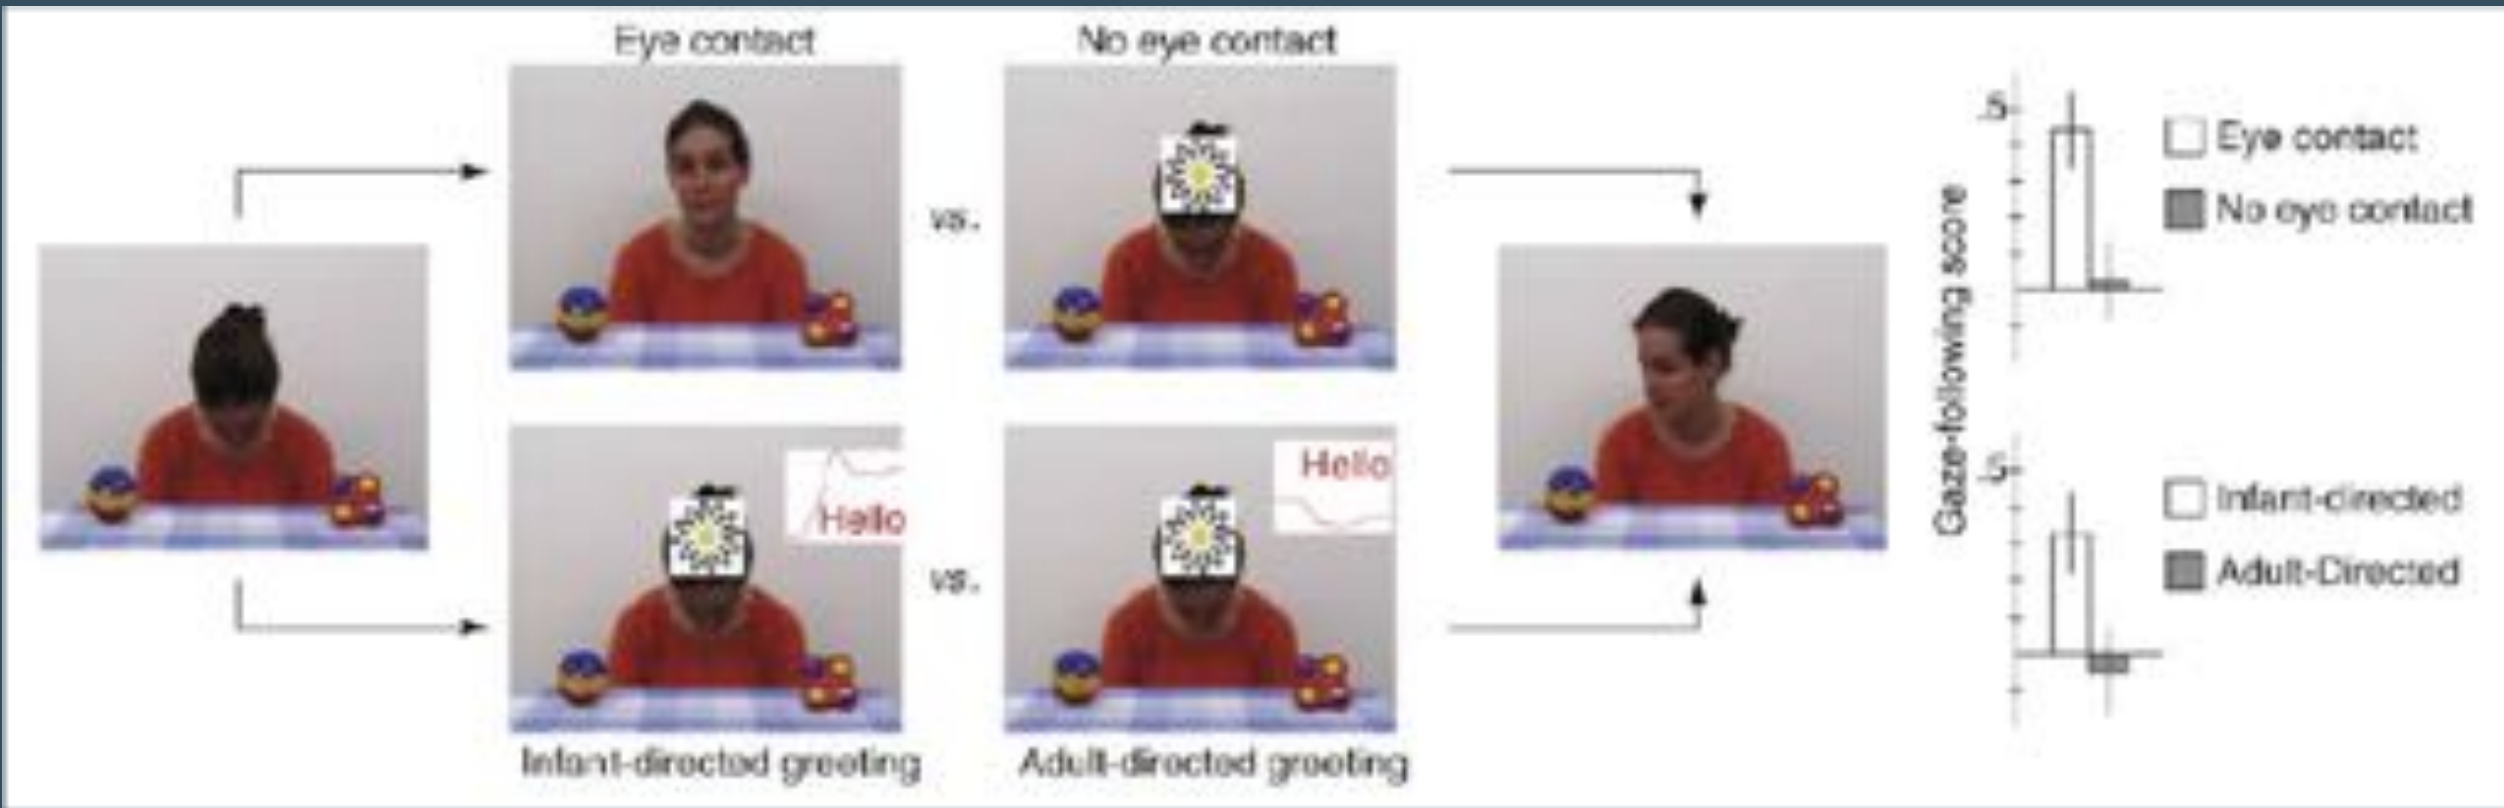 Eye contact
No eye contact
vs.
.5
Eye contact
No eye contact
Gaze-following score
Hello
Hello
vs.
.5
Infant-directed
Adult-Directed
Infant-directed greeting
Adult-directed greeting